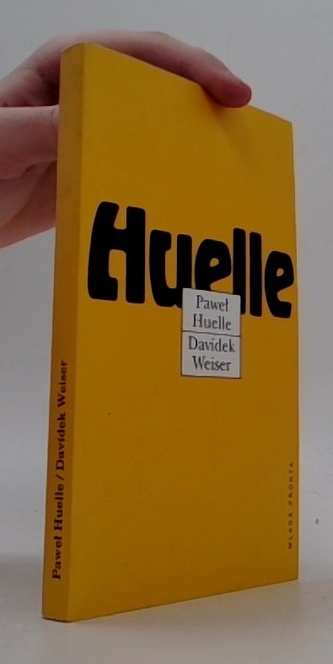 Huelle
Paweł
Huelle
Davídek
Weiser
Paweł Huelle / Davídek Weiser
MLADÁ FRONTA